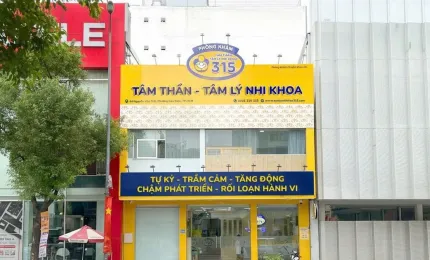 LE
PHÒNG KHÁM
315
TÂM THẦN - TÂM LÝ NHI KHOA
TỰ KỶ - TRẦM CẢM - TĂNG ĐỘNG
CHẬM PHÁT TRIỂN - RỐI LOẠN HÀNH VI